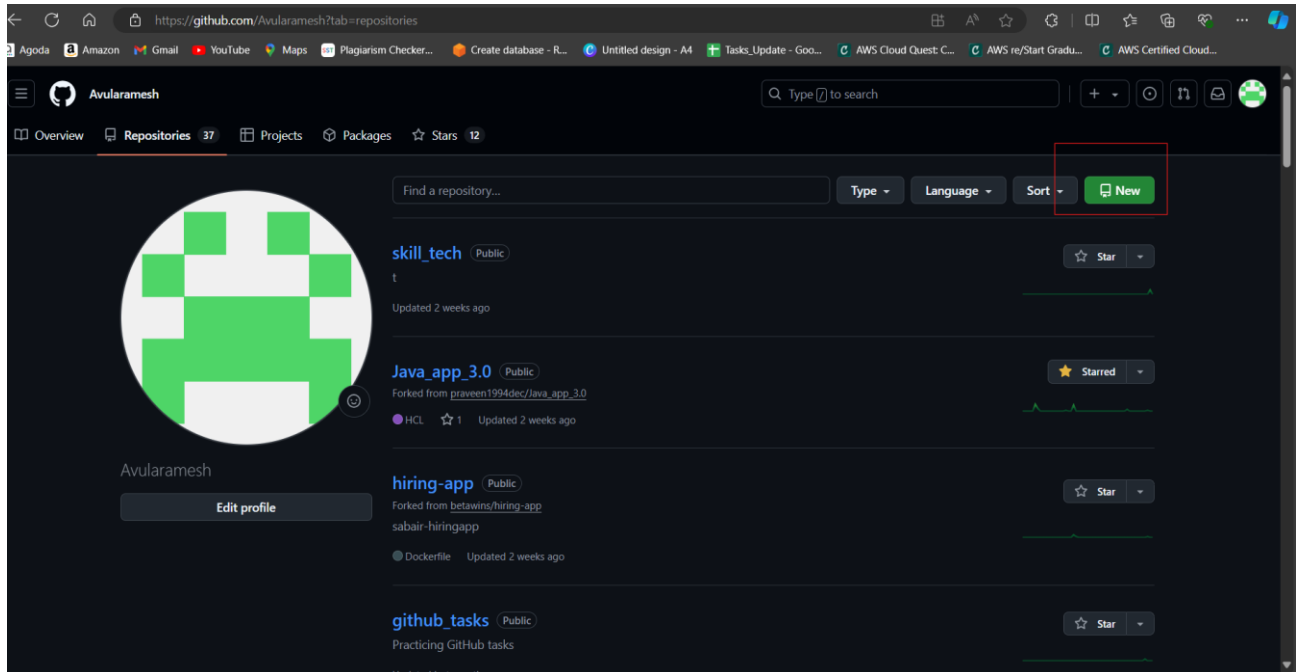 https://github.com/Avularamesh?tab=repositories
Agoda Amazon Gmail YouTube Maps Plagiarism Checker... Create database - R... Untitled design - A4 Tasks_Update - Goo... AWS Cloud Quest: C... AWS re/Start Gradu... AWS Certified Cloud...
Avularamesh Type / to search
Overview Repositories 37 Projects Packages Stars 12
Find a repository... Type Language Sort New
skill_tech Public Star
t
Updated 2 weeks ago
Java_app_3.0 Public Starred
Forked from praveen1994dec/Java_app_3.0
HCL 1 Updated 2 weeks ago
Avularamesh
Edit profile
hiring-app Public Star
Forked from betawins/hiring-app
sabair-hiringapp
Dockerfile Updated 2 weeks ago
github_tasks Public Star
Practicing GitHub tasks